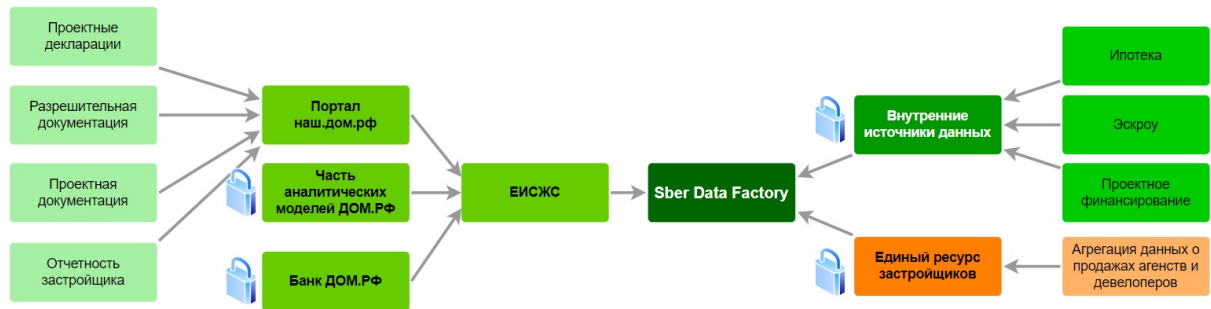 Проектные
декларации
Разрешительная
документация
Проектная
документация
Отчетность
застройщика
Портал
наш.дом.рф
Часть
аналитических
моделей ДОМ.РФ
Банк ДОМ.РФ
ЕИСЖС
Sber Data Factory
Внутренние
источники данных
Единый ресурс
застройщиков
Ипотека
Эскроу
Проектное
финансирование
Агрегация данных о
продажах агенств и
девелоперов